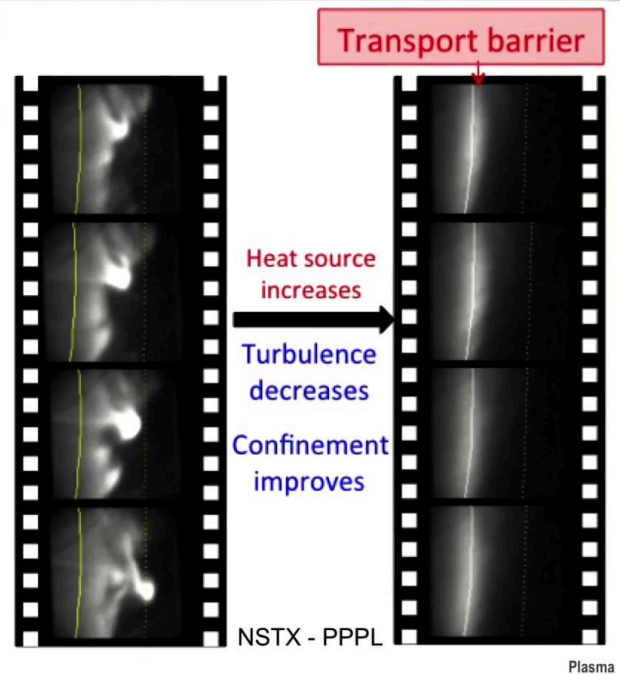 Transport barrier
Heat source
increases
Turbulence
decreases
Confinement
improves
NSTX - PPPL
Plasma